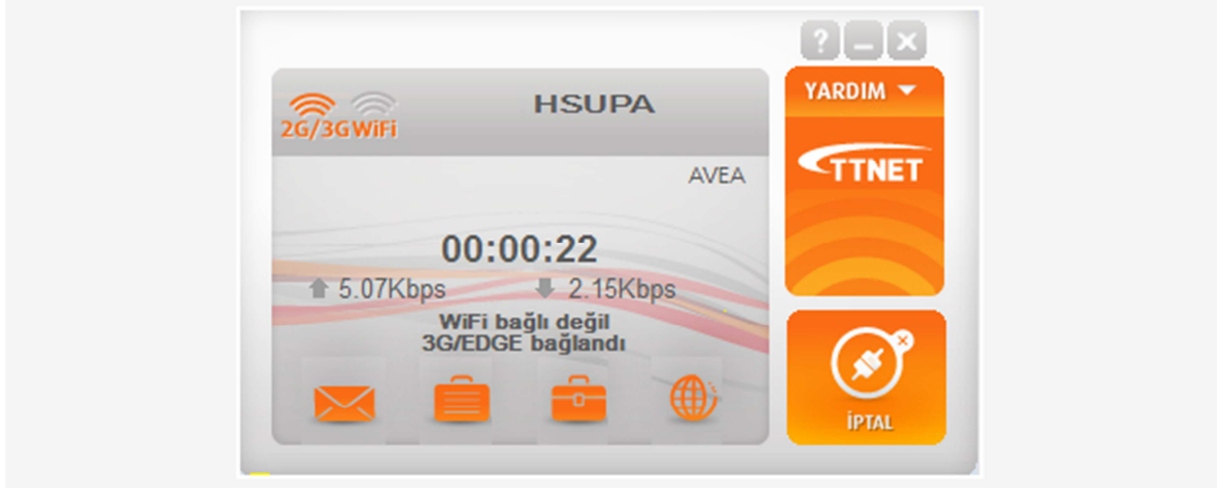 ?
2G/3G WiFi
HSUPA
YARDIM
TTNET
AVEA
00:00:22
5.07Kbps
2.15Kbps
WiFi bağlı değil
3G/EDGE bağlandı
İPTAL